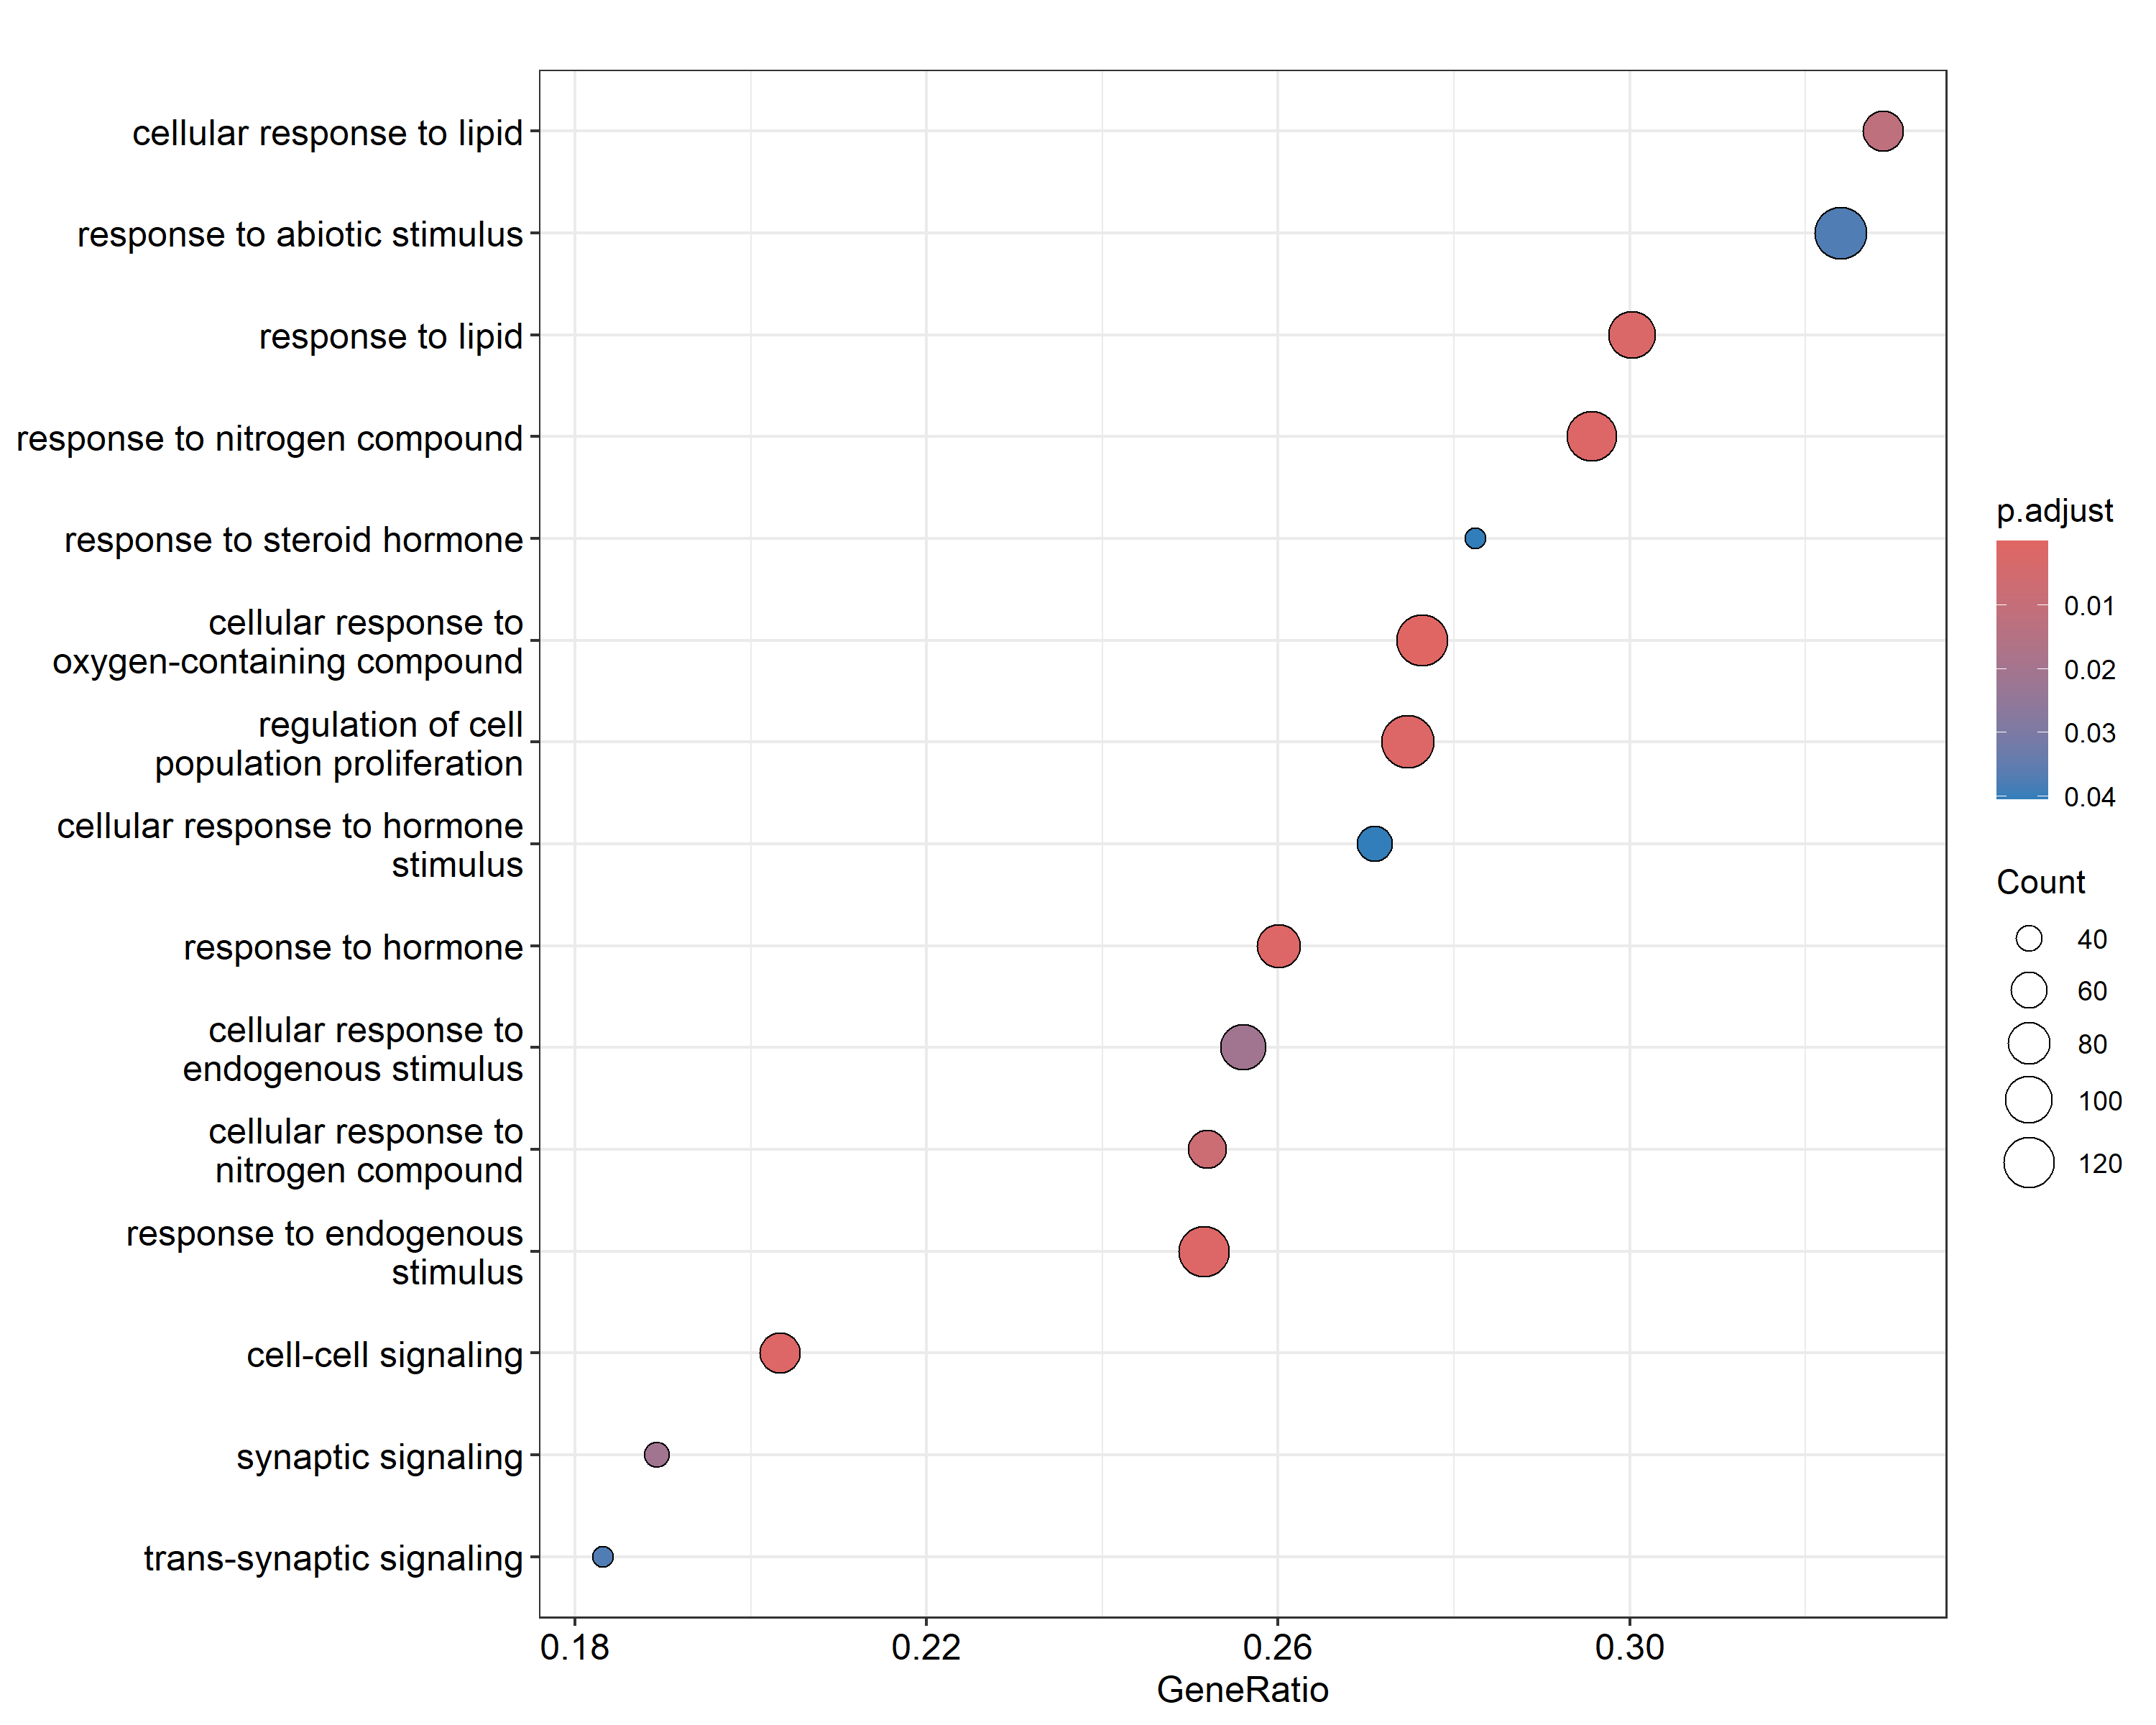 cellular response to lipid
response to abiotic stimulus
response to lipid
response to nitrogen compound
response to steroid hormone
cellular response to
oxygen-containing compound
regulation of cell
population proliferation
cellular response to hormone
stimulus
response to hormone
cellular response to
endogenous stimulus
cellular response to
nitrogen compound
response to endogenous
stimulus
cell-cell signaling
synaptic signaling
trans-synaptic signaling
0.18 0.22 0.26 0.30
GeneRatio
p.adjust
0.01
0.02
0.03
0.04
Count
40
60
80
100
120